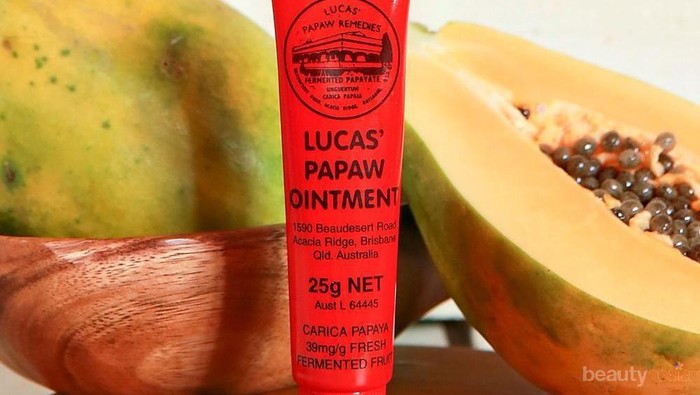 LUCAS'
PAPAW REMEDIES
FERMENTED PAPAYATE
UNGUENTUM
CARICA PAPAIA
LUCAS'
PAPAW
OINTMENT
1590 Beaudesert Road
Acacia Ridge, Brisbane
Qld. Australia
25g NET
Aust L 64445
CARICA PAPAYA
39mg/g FRESH
FERMENTED FRUIT
beauty